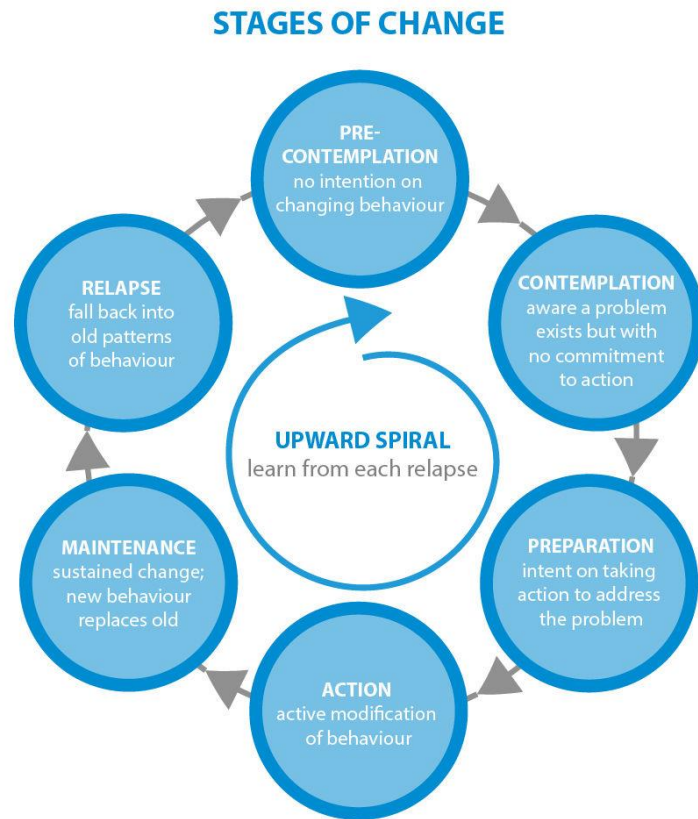 STAGES OF CHANGE
PRE-
CONTEMPLATION
no intention on
changing behaviour
CONTEMPLATION
aware a problem
exists but with
no commitment
to action
PREPARATION
intent on taking
action to address
the problem
ACTION
active modification
of behaviour
MAINTENANCE
sustained change;
new behaviour
replaces old
RELAPSE
fall back into
old patterns
of behaviour
UPWARD SPIRAL
learn from each relapse